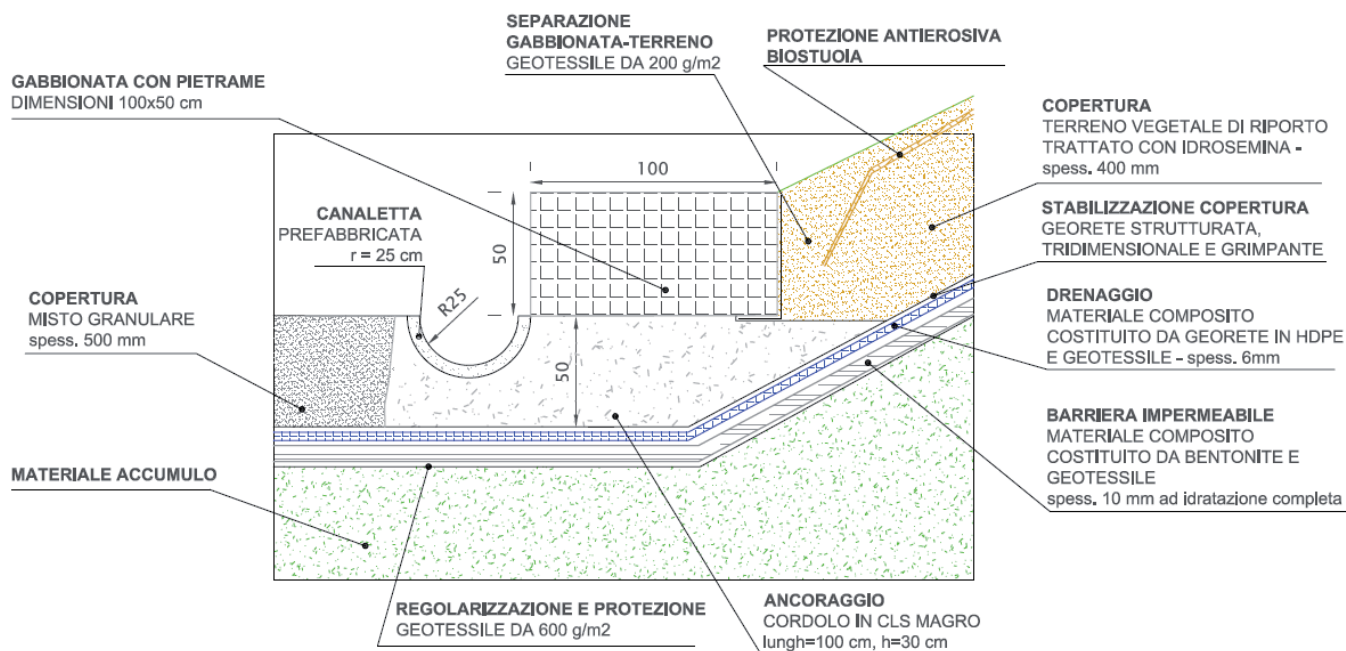 SEPARAZIONE
GABBIONATA-TERRENO
GEOTESSILE DA 200 g/m2
PROTEZIONE ANTIEROSIVA
BIOSTUOIA
GABBIONATA CON PIETRAME
DIMENSIONI 100x50 cm
COPERTURA
TERRENO VEGETALE DI RIPORTO
TRATTATO CON IDROSEMINA -
spess. 400 mm
100
CANALETTA
PREFABBRICATA
r = 25 cm
50
STABILIZZAZIONE COPERTURA
GEORETE STRUTTURATA,
TRIDIMENSIONALE E GRIMPANTE
COPERTURA
MISTO GRANULARE
spess. 500 mm
R25
DRENAGGIO
MATERIALE COMPOSITO
COSTITUITO DA GEORETE IN HDPE
E GEOTESSILE - spess. 6mm
50
BARRIERA IMPERMEABILE
MATERIALE COMPOSITO
COSTITUITO DA BENTONITE E
GEOTESSILE
spess. 10 mm ad idratazione completa
MATERIALE ACCUMULO
REGOLARIZZAZIONE E PROTEZIONE
GEOTESSILE DA 600 g/m2
ANCORAGGIO
CORDOLO IN CLS MAGRO
lungh=100 cm, h=30 cm